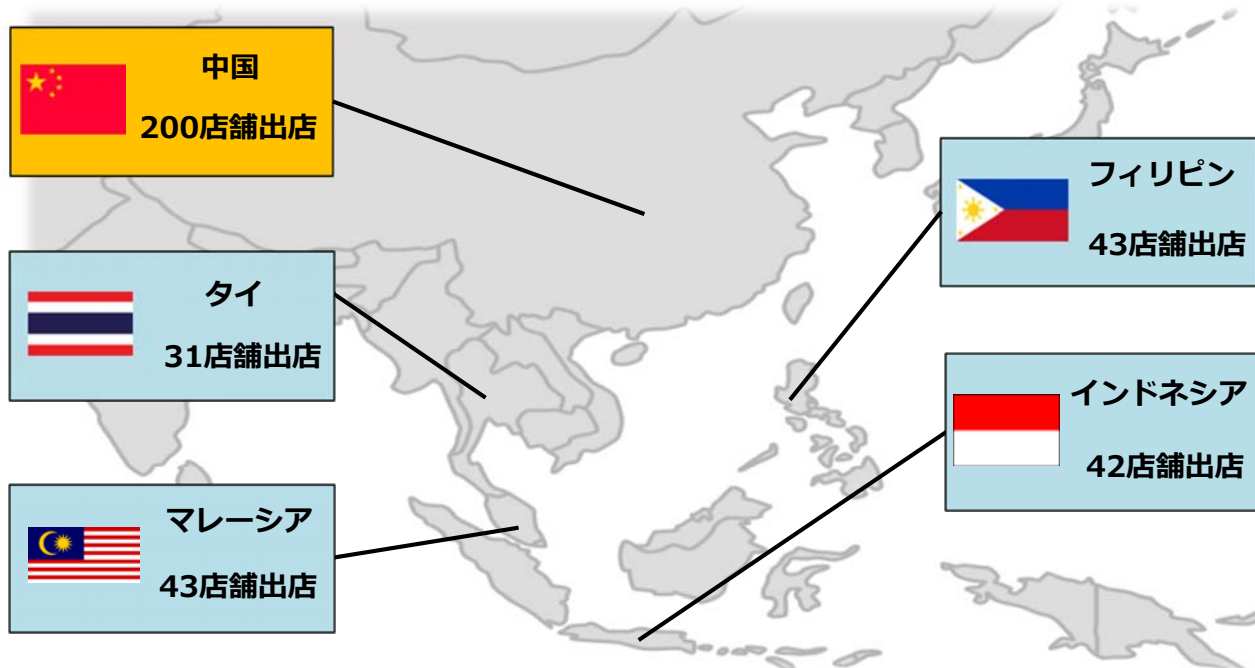 中国
200店舗出店
タイ
31店舗出店
マレーシア
43店舗出店
フィリピン
43店舗出店
インドネシア
42店舗出店